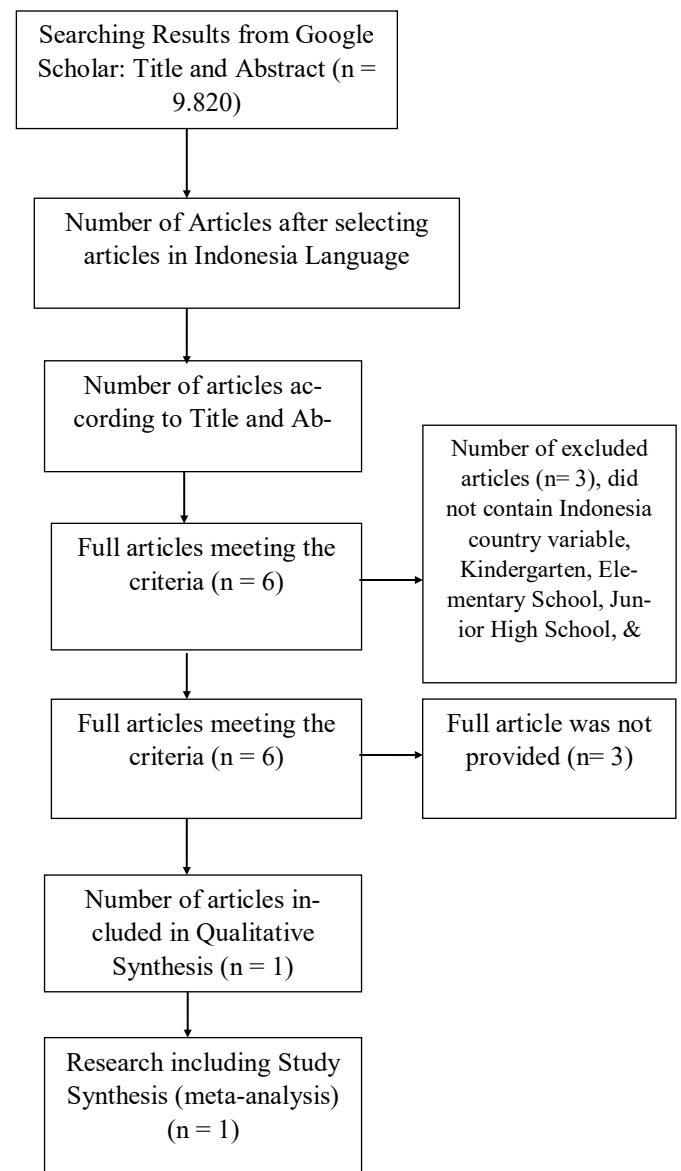 Searching Results from Google
Scholar: Title and Abstract (n =
9.820)
Number of Articles after selecting
articles in Indonesia Language
Number of articles ac-
cording to Title and Ab-
Full articles meeting the
criteria (n = 6)
Number of excluded
articles (n= 3), did
not contain Indonesia
country variable,
Kindergarten, Ele-
mentary School, Jun-
ior High School, &
Full articles meeting the
criteria (n = 6)
Full article was not
provided (n= 3)
Number of articles in-
cluded in Qualitative
Synthesis (n = 1)
Research including Study
Synthesis (meta-analysis)
(n = 1)